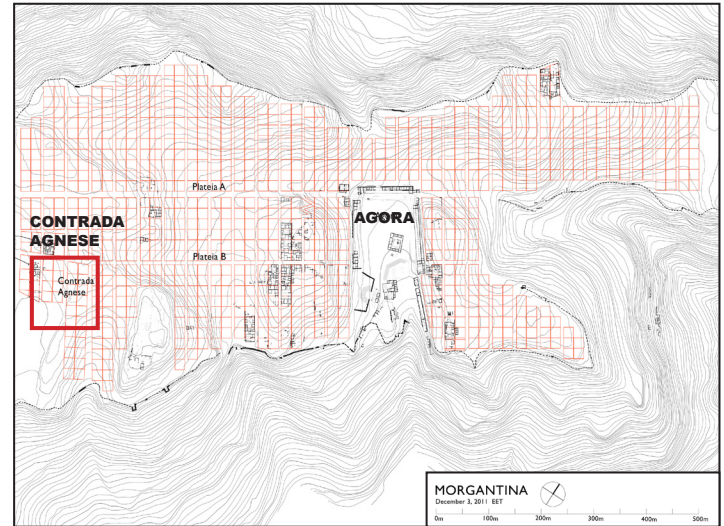 Plateia A
CONTRADA
AGNESE
AGORA
Plateia B
Contrada
Agnese
MORGANTINA
December 3, 2011 EET
0m 100m 200m 300m 400m 500m